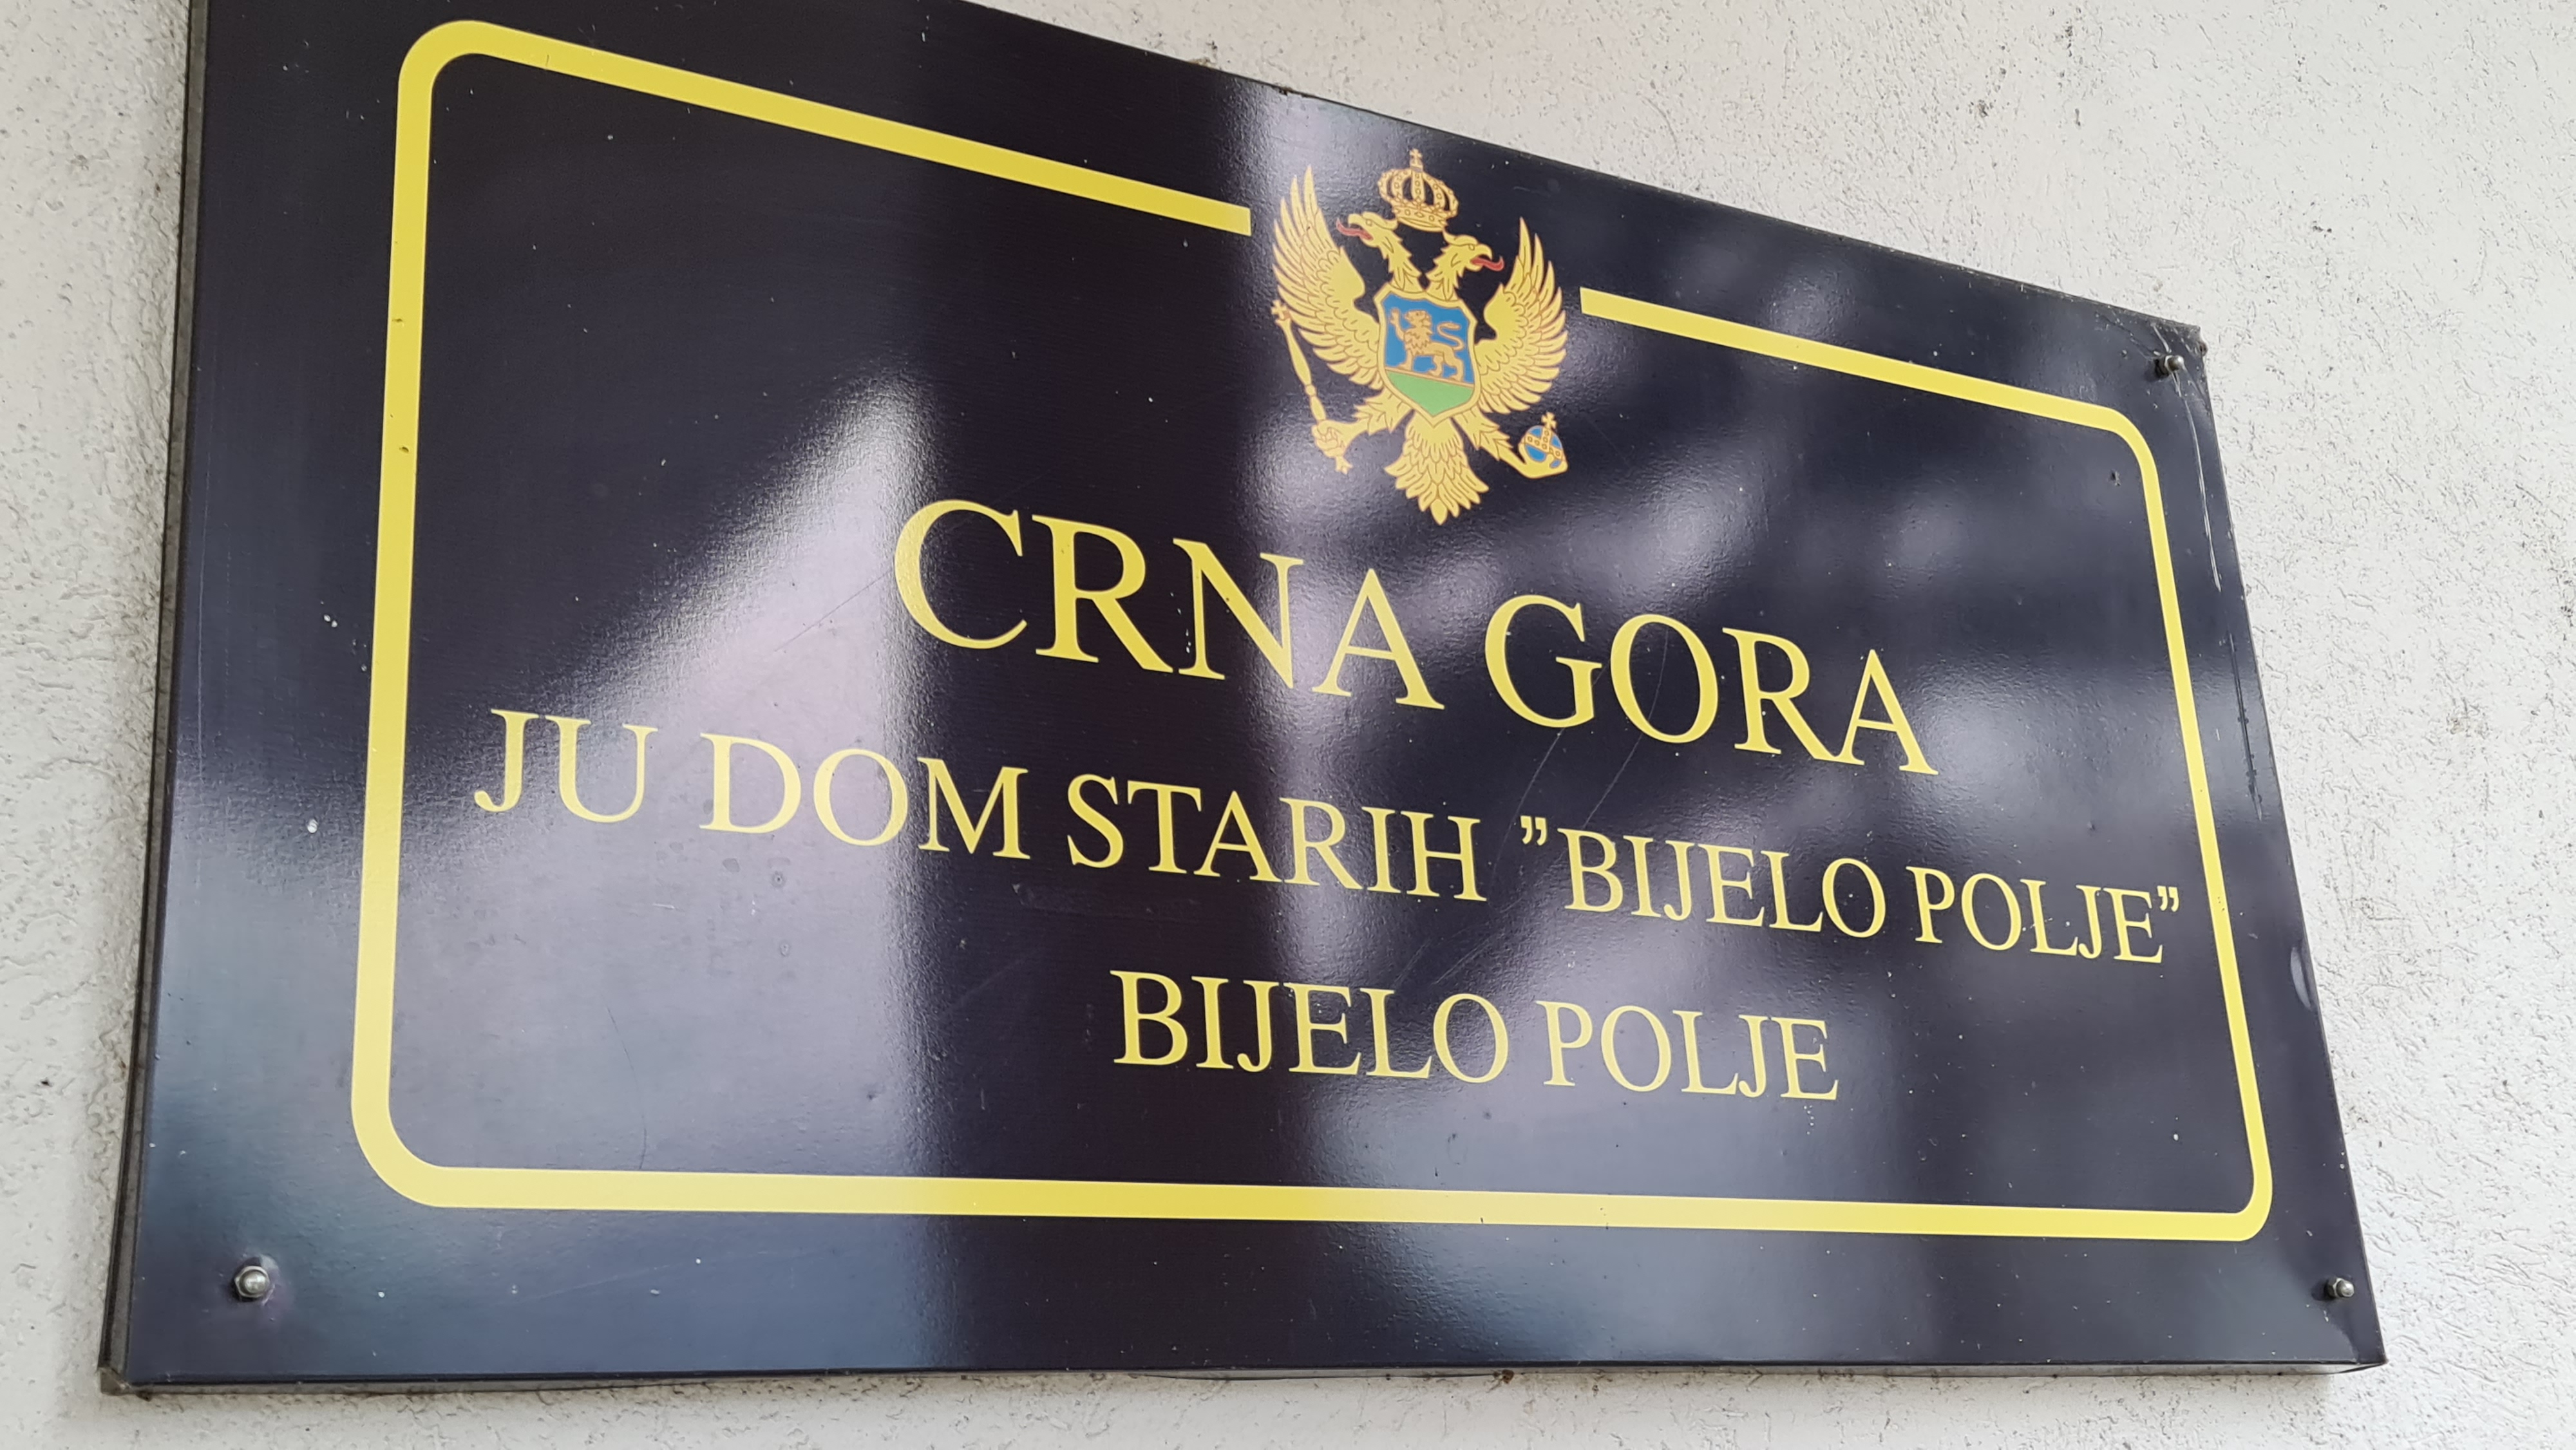 CRNA GORA
JU DOM STARIH "BIJELO POLJE"
BIJELO POLJE